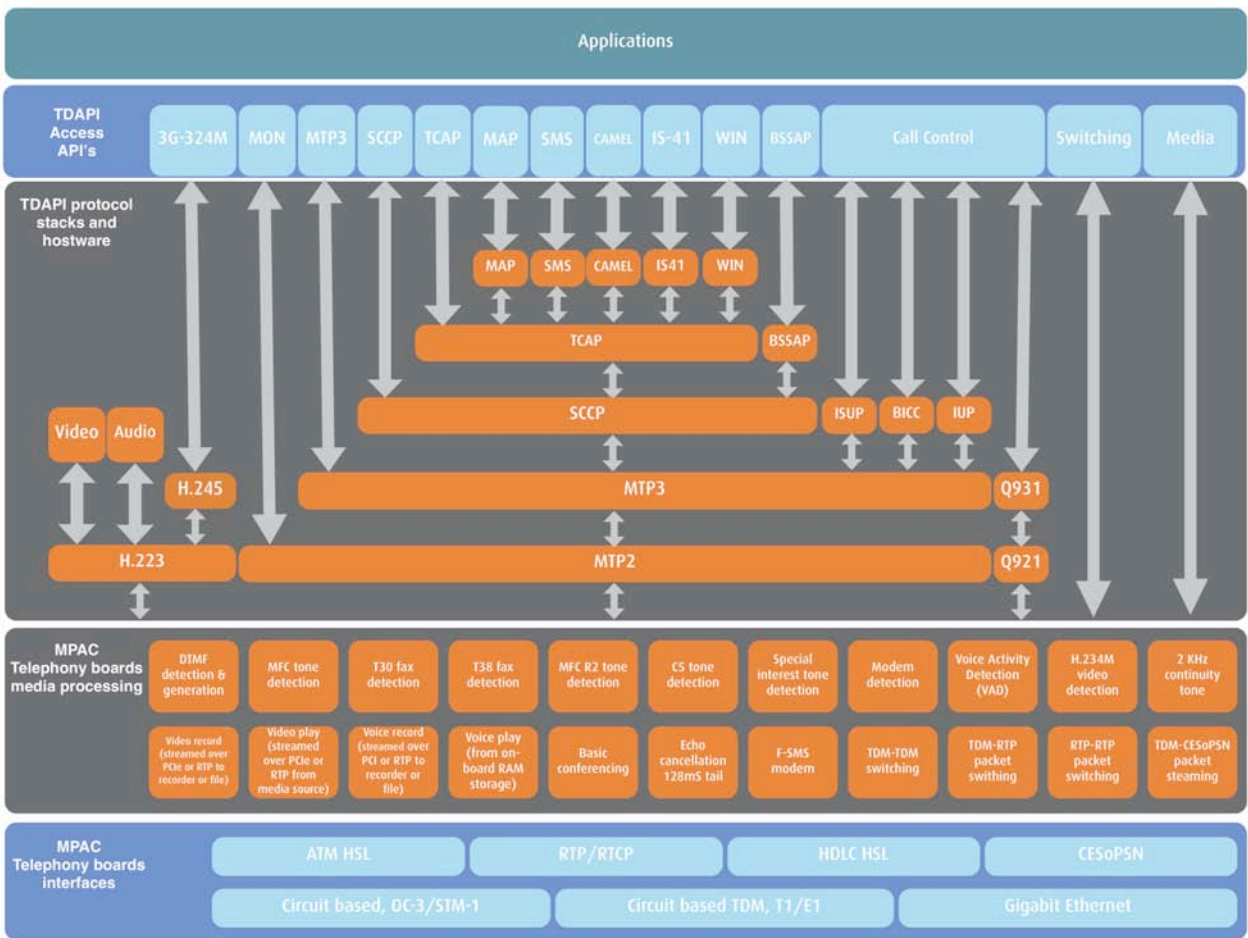 Applications
TDAPI
Access
API's
3G-324M
MON
MTP3
SCCP
TCAP
MAP
SMS
CAMEL
IS-41
WIN
BSSAP
Call Control
Switching
Media
TDAPI protocol
stacks and
hostware
MAP
SMS
CAMEL
IS41
WIN
TCAP
BSSAP
SCCP
ISUP
BICC
IUP
Video
Audio
H.245
MTP3
Q931
H.223
MTP2
Q921
MPAC
Telephony boards
media processing
DTMF
detection &
generation
MFC tone
detection
T30 fax
detection
T38 fax
detection
MFC R2 tone
detection
C5 tone
detection
Special
interest tone
detection
Modem
detection
Voice Activity
Detection
(VAD)
H.234M
video
detection
2 KHz
continuity
tone
Video record
(streamed over
PCIe or RTP to
recorder or file)
Video play
(streamed
over PCIe or
RTP from
media source)
Voice record
(streamed over
PCI or RTP to
recorder or
file)
Voice play
(from on-
board RAM
storage)
Basic
conferencing
Echo
cancellation
128mS tail
F-SMS
modem
TDM-TDM
switching
TDM-RTP
packet
swithing
RTP-RTP
packet
switching
TDM-CESoPSN
packet
steaming
MPAC
Telephony boards
interfaces
ATM HSL
RTP/RTCP
HDLC HSL
CESoPSN
Circuit based, OC-3/STM-1
Circuit based TDM, T1/E1
Gigabit Ethernet